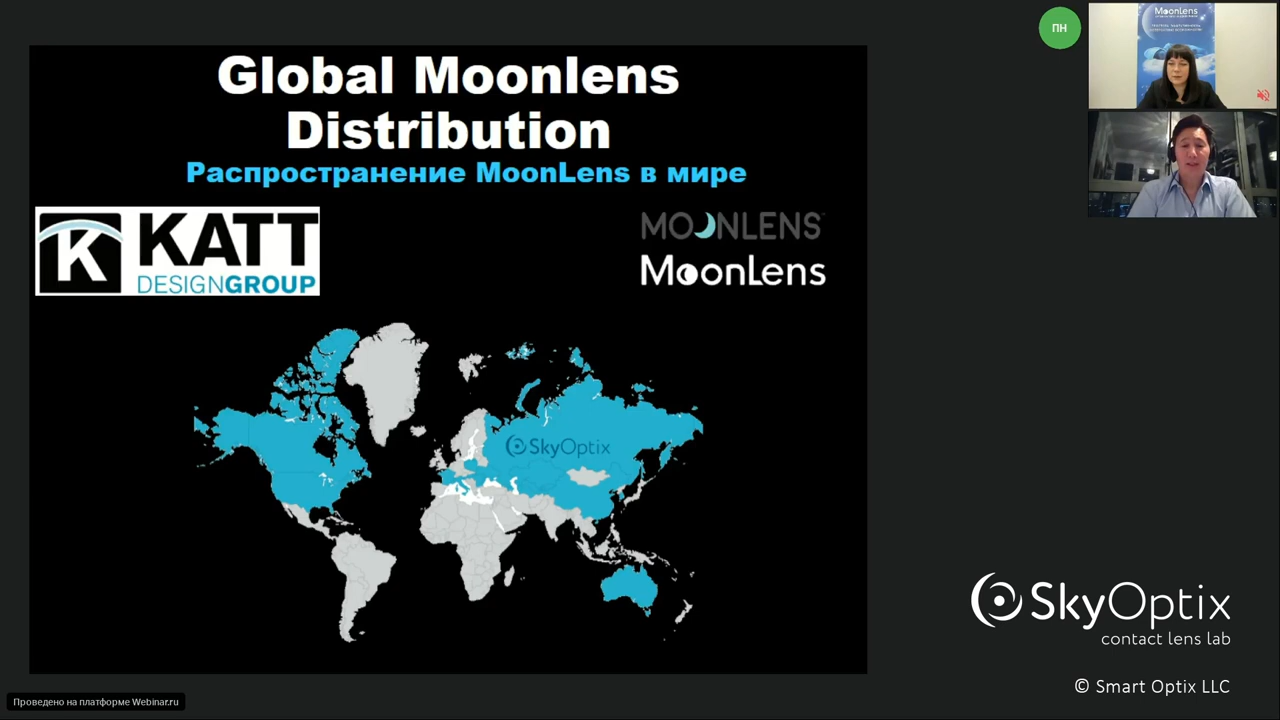 Global Moonlens
Distribution
Распространение MoonLens в мире
K KATT
DESIGNGROUP
MOONLENS
MoonLens
SkyOptix
ПН
Moonlens
SkyOptix
contact lens lab
© Smart Optix LLC
Проведено на платформе Webinar.ru